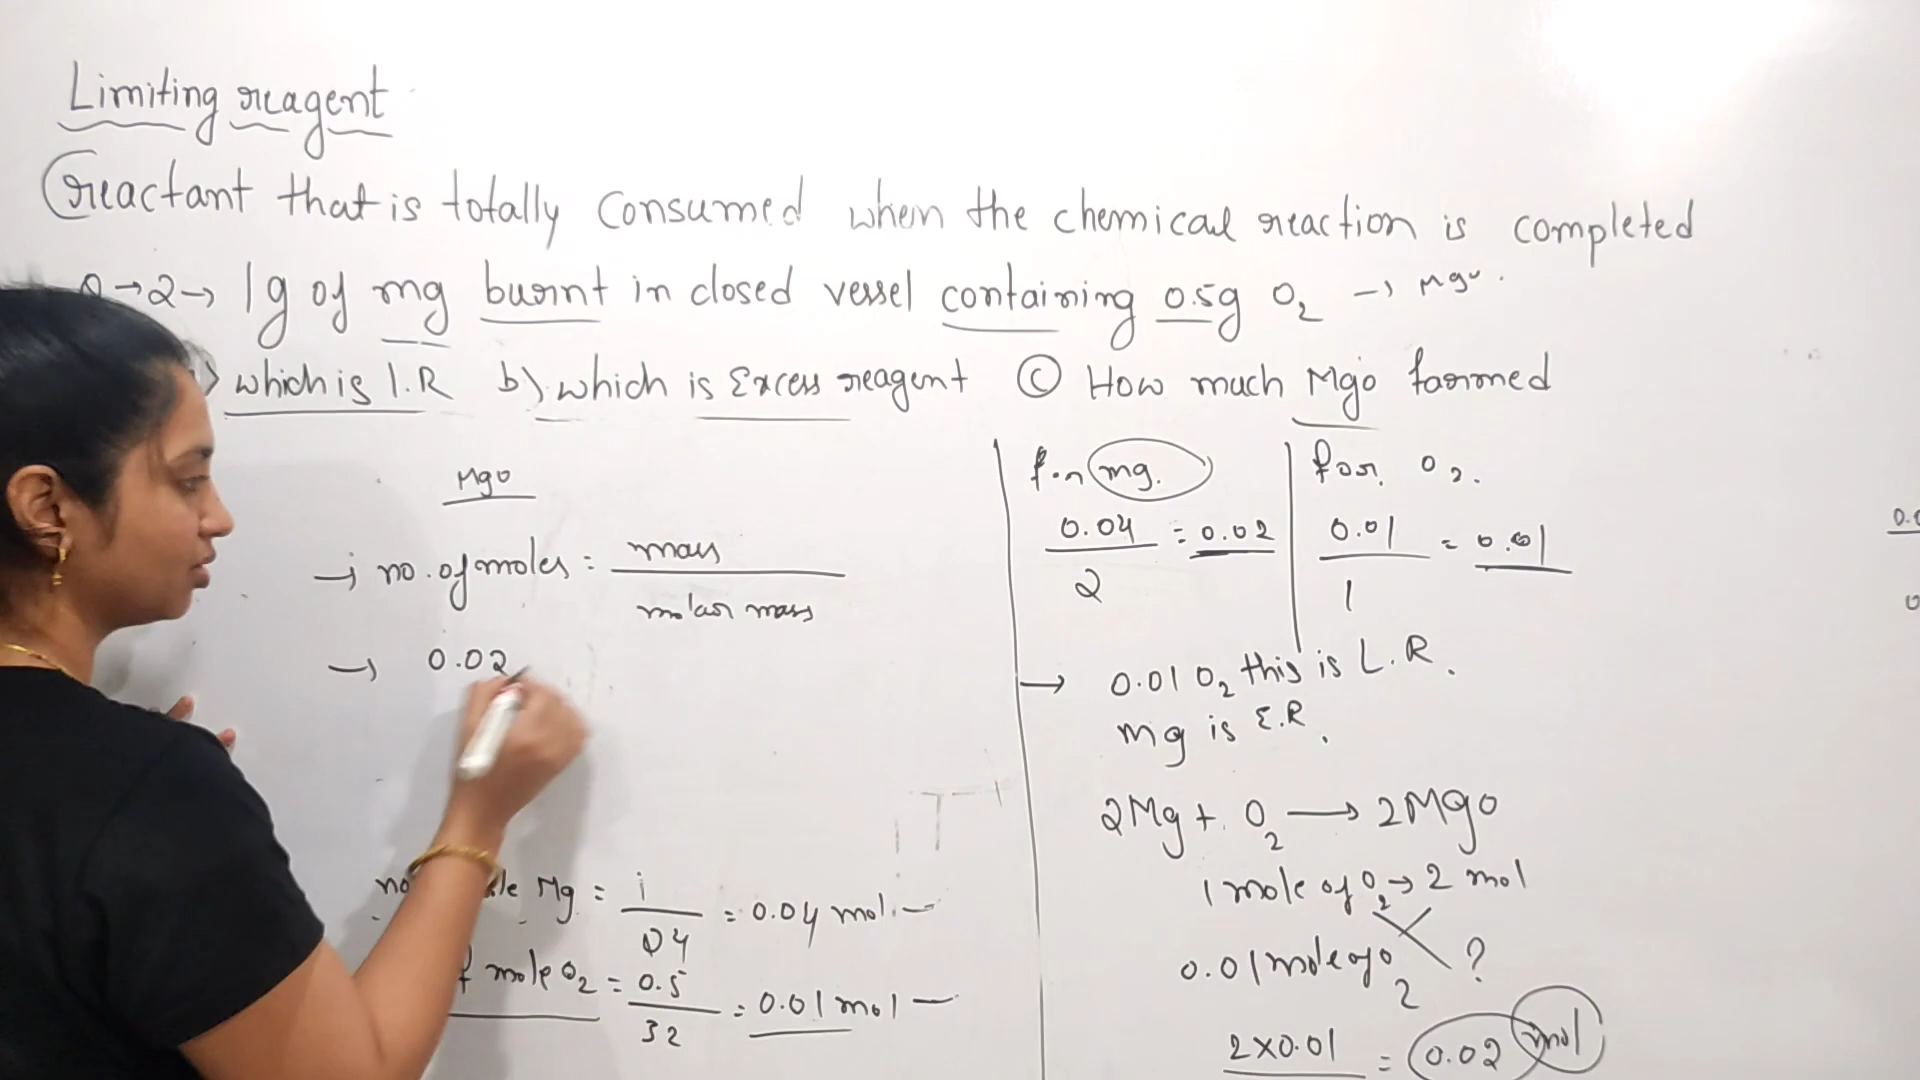 Limiting reagent
reactant that is totally consumed when the chemical reaction is completed
Q→2→ 1g of mg burnt in closed vessel containing 0.5g O2 → Mgo.
) which is l.R b) which is Excess reagent © How much Mgo formed
Mgo
→ no. of moles = mass / molar mass
→ 0.02
Mg = 1 / 24 = 0.04 mol. —
mole O2 = 0.5 / 32 = 0.01 mol —
for mg.
0.04 / 2 = 0.02
for O2.
0.01 / 1 = 0.01
→ 0.01 O2 this is L.R.
mg is E.R.
2Mg + O2 → 2MgO
1 mole of O2 → 2 mol
0.01 mole of O2 ?
2x0.01 = 0.02 mol